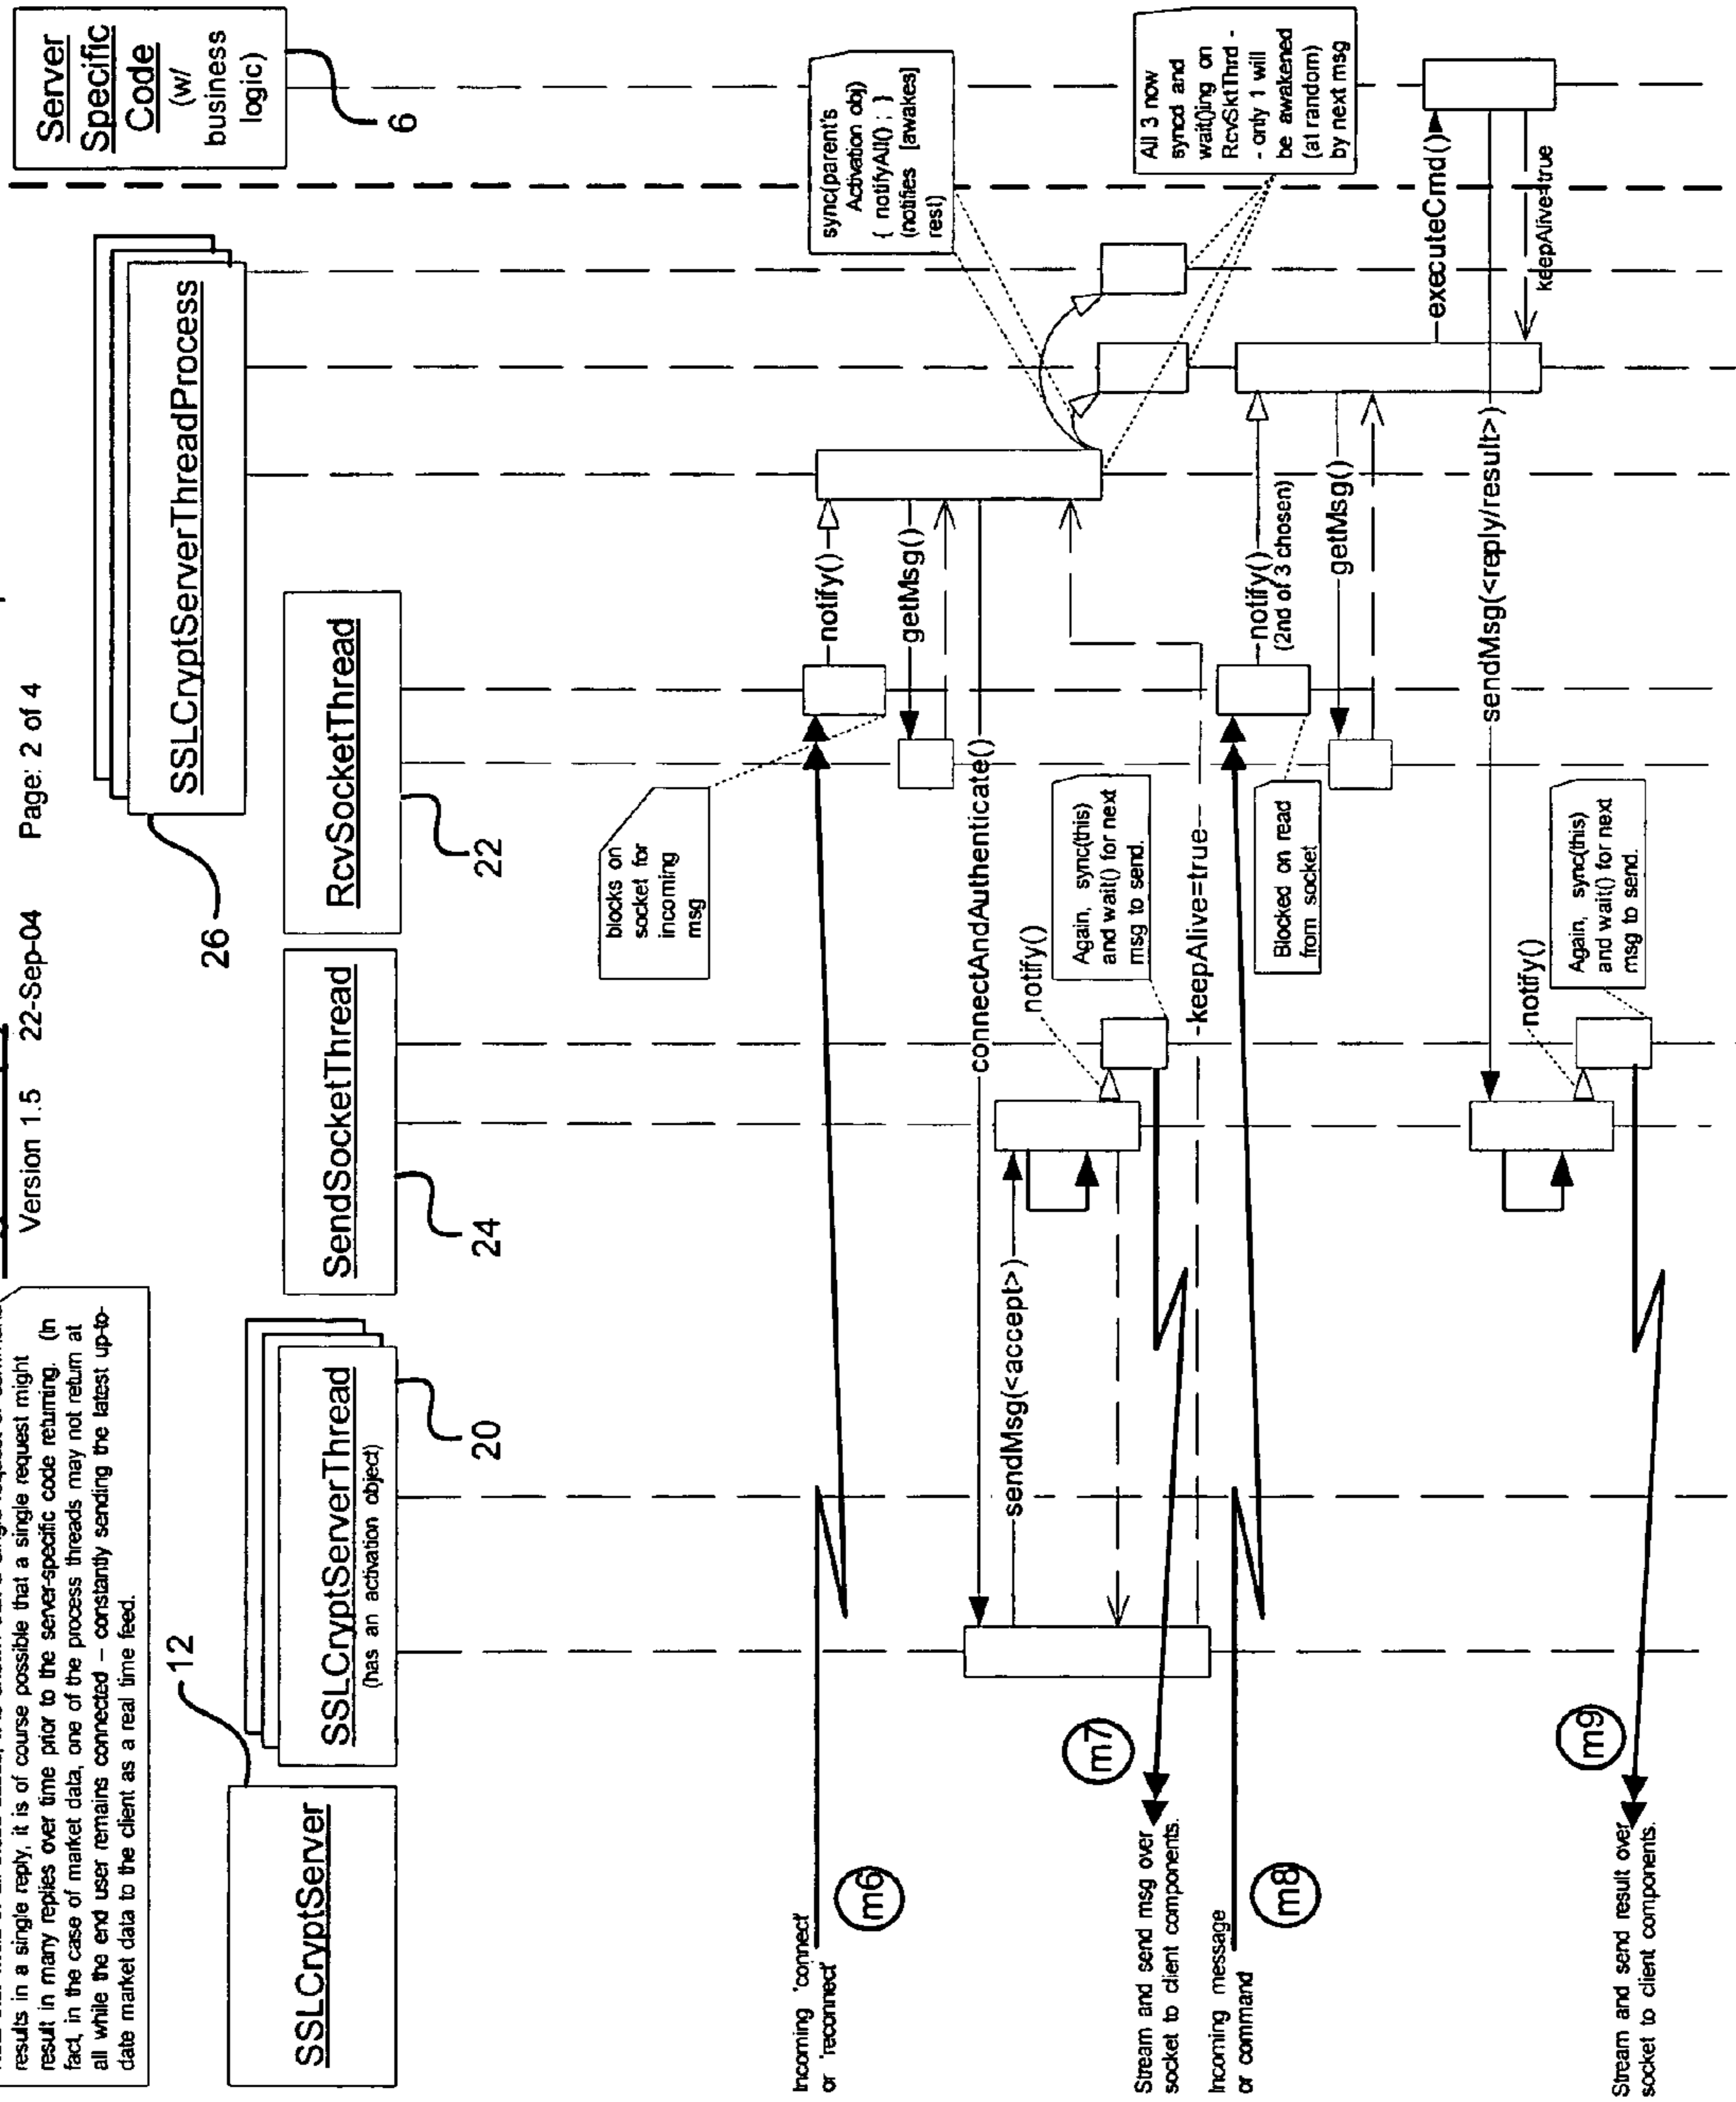 Version 1.5 22-Sep-04 Page: 2 of 4
results in a single reply, it is of course possible that a single request might
result in many replies over time prior to the server-specific code returning. (In
fact, in the case of market data, one of the process threads may not return at
all while the end user remains connected – constantly sending the latest up-to-
date market data to the client as a real time feed.
12
SSLCryptServer
SSLCryptServerThread
(has an activation object)
20
SendSocketThread
24
RcvSocketThread
22
SSLCryptServerThreadProcess
26
Server
Specific
Code
(w/
business
logic)
6
Incoming 'connect'
or 'reconnect'
m6
blocks on
socket for
incoming
msg
notify()
getMsg()
connectAndAuthenticate()
sync(parent's
Activation obj)
{ notifyAll() ; }
(notifies [awakes]
rest)
sendMsg(<accept>)
notify()
Again, sync(this)
and wait() for next
msg to send.
m7
Stream and send msg over
socket to client components.
keepAlive=true
All 3 now
syncd and
wait()ing on
RcvSktThrd -
- only 1 will
be awakened
(at random)
by next msg
Incoming message
or command
m8
Blocked on read
from socket
notify()
(2nd of 3 chosen)
getMsg()
executeCmd()
sendMsg(<reply/result>)
keepAlive=true
notify()
Again, sync(this)
and wait() for next
msg to send.
m9
Stream and send result over
socket to client components.